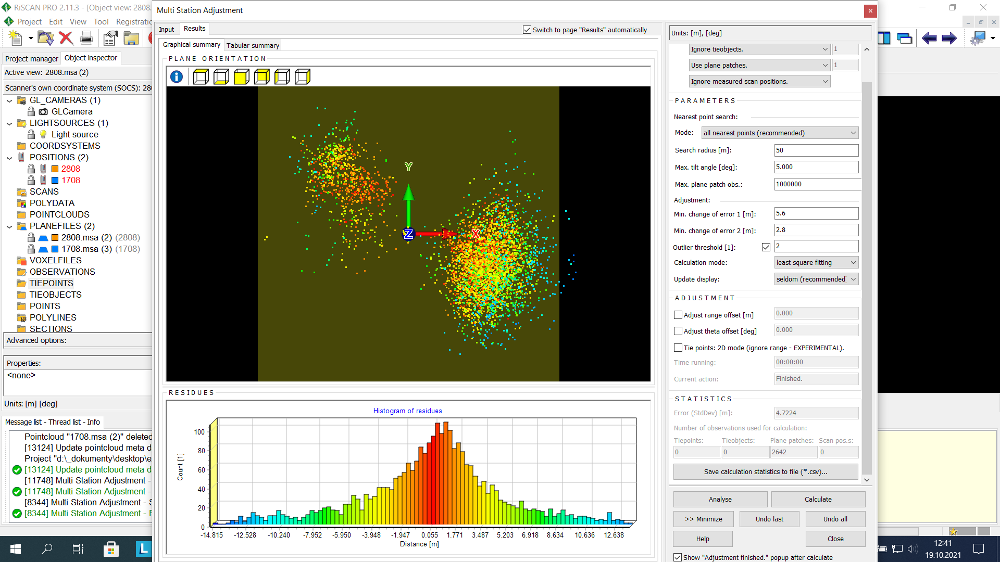 RiSCAN PRO 2.11.3 - [Object view: 2808.
Project Edit View Tool Registratic
Project manager Object inspector
Active view: 2808.msa (2)
Scanner's own coordinate system (SOCS): 28
GL_CAMERAS (1)
GLCamera
LIGHTSOURCES (1)
Light source
COORDSYSTEMS
POSITIONS (2)
2808
1708
SCANS
POLYDATA
POINTCLOUDS
PLANEFILES (2)
2808.msa (2) (2808)
1708.msa (3) (1708)
VOXELFILES
OBSERVATIONS
TIEPOINTS
TIEOBJECTS
POINTS
POLYLINES
SECTIONS
Advanced options:
Properties:
<none>
Units: [m] [deg]
Message list - Thread list - Info
Pointcloud "1708.msa (2)" deleted
[13124] Update pointcloud meta da
Project "d:\_dokumenty\desktop\e
[13124] Update pointcloud meta d
[11748] Multi Station Adjustment -
[11748] Multi Station Adjustment -
[8344] Multi Station Adjustment - S
[8344] Multi Station Adjustment - F
Multi Station Adjustment
Input Results
Switch to page "Results" automatically
Graphical summary Tabular summary
PLANE ORIENTATION
Y
Z
X
RESIDUES
Histogram of residues
Count [1]
100
80
60
40
20
0
-14.815 -12.528 -10.240 -7.952 -5.950 -3.948 -1.947 0.055 1.771 3.487 5.203 6.918 8.634 10.636 12.638
Distance [m]
Units: [m], [deg]
Ignore tieobjects. 1
Use plane patches. 1
Ignore measured scan positions.
PARAMETERS
Nearest point search:
Mode: all nearest points (recommended)
Search radius [m]: 50
Max. tilt angle [deg]: 5.000
Max. plane patch obs.: 1000000
Adjustment:
Min. change of error 1 [m]: 5.6
Min. change of error 2 [m]: 2.8
Outlier threshold [1]: 2
Calculation mode: least square fitting
Update display: seldom (recommended)
ADJUSTMENT
Adjust range offset [m] 0.000
Adjust theta offset [deg] 0.000
Tie points: 2D mode (ignore range - EXPERIMENTAL).
Time running: 00:00:00
Current action: Finished.
STATISTICS
Error (StdDev) [m]: 4.7224
Number of observations used for calculation:
Tiepoints: Tieobjects: Plane patches: Scan pos.s:
0 0 2642 0
Save calculation statistics to file (*.csv)...
Analyse Calculate
>> Minimize Undo last Undo all
Help Close
Show "Adjustment finished." popup after calculate
L
12:41
19.10.2021